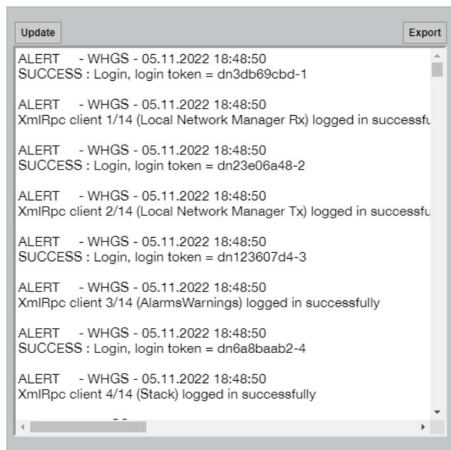 Update Export
ALERT - WHGS - 05.11.2022 18:48:50
SUCCESS : Login, login token = dn3db69cbd-1
ALERT - WHGS - 05.11.2022 18:48:50
XmlRpc client 1/14 (Local Network Manager Rx) logged in successfu
ALERT - WHGS - 05.11.2022 18:48:50
SUCCESS : Login, login token = dn23e06a48-2
ALERT - WHGS - 05.11.2022 18:48:50
XmlRpc client 2/14 (Local Network Manager Tx) logged in successfu
ALERT - WHGS - 05.11.2022 18:48:50
SUCCESS : Login, login token = dn123607d4-3
ALERT - WHGS - 05.11.2022 18:48:50
XmlRpc client 3/14 (AlarmsWarnings) logged in successfully
ALERT - WHGS - 05.11.2022 18:48:50
SUCCESS : Login, login token = dn6a8baab2-4
ALERT - WHGS - 05.11.2022 18:48:50
XmlRpc client 4/14 (Stack) logged in successfully